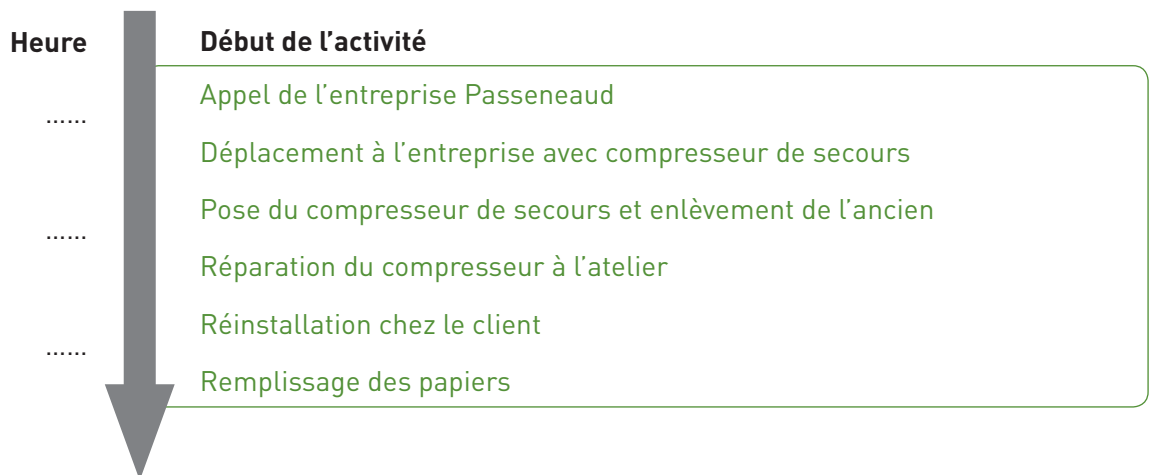 Heure Début de l’activité
Appel de l’entreprise Passeneaud
......
Déplacement à l’entreprise avec compresseur de secours
Pose du compresseur de secours et enlèvement de l’ancien
......
Réparation du compresseur à l’atelier
Réinstallation chez le client
......
Remplissage des papiers